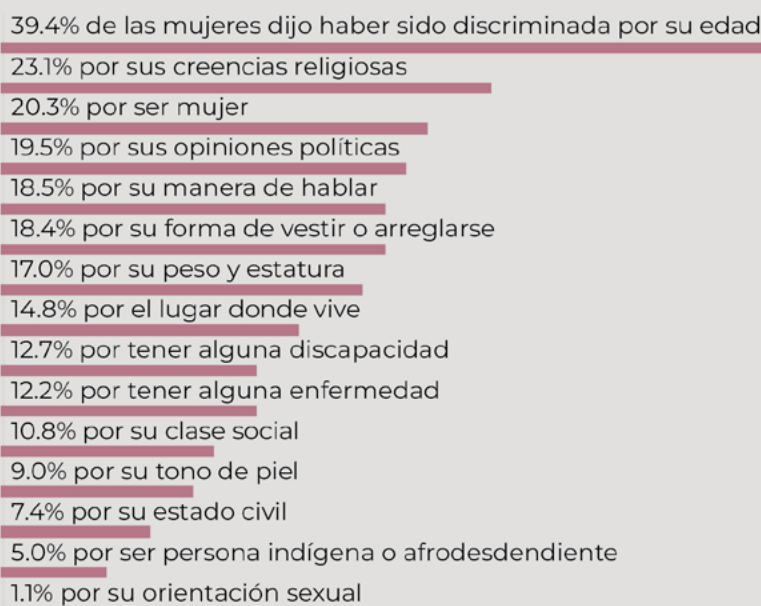 39.4% de las mujeres dijo haber sido discriminada por su edad
23.1% por sus creencias religiosas
20.3% por ser mujer
19.5% por sus opiniones políticas
18.5% por su manera de hablar
18.4% por su forma de vestir o arreglarse
17.0% por su peso y estatura
14.8% por el lugar donde vive
12.7% por tener alguna discapacidad
12.2% por tener alguna enfermedad
10.8% por su clase social
9.0% por su tono de piel
7.4% por su estado civil
5.0% por ser persona indígena o afrodesdendiente
1.1% por su orientación sexual